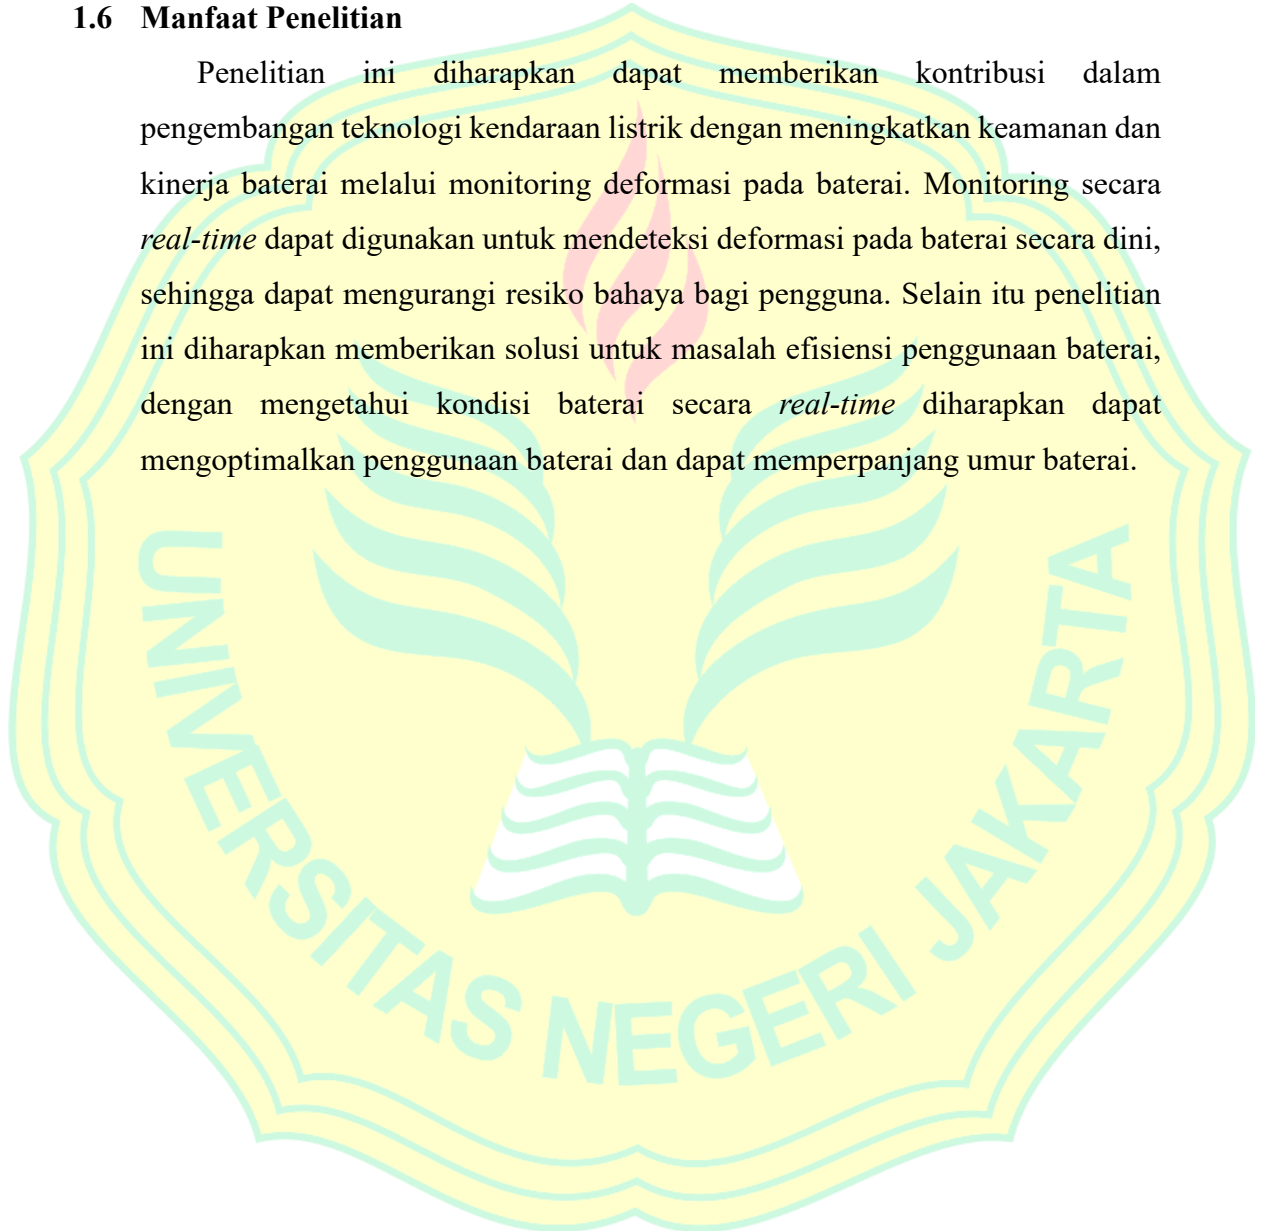 1.6 Manfaat Penelitian
Penelitian ini diharapkan dapat memberikan kontribusi dalam
pengembangan teknologi kendaraan listrik dengan meningkatkan keamanan dan
kinerja baterai melalui monitoring deformasi pada baterai. Monitoring secara
real-time dapat digunakan untuk mendeteksi deformasi pada baterai secara dini,
sehingga dapat mengurangi resiko bahaya bagi pengguna. Selain itu penelitian
ini diharapkan memberikan solusi untuk masalah efisiensi penggunaan baterai,
dengan mengetahui kondisi baterai secara real-time diharapkan dapat
mengoptimalkan penggunaan baterai dan dapat memperpanjang umur baterai.
UNIVERSITAS NEGERI JAKARTA